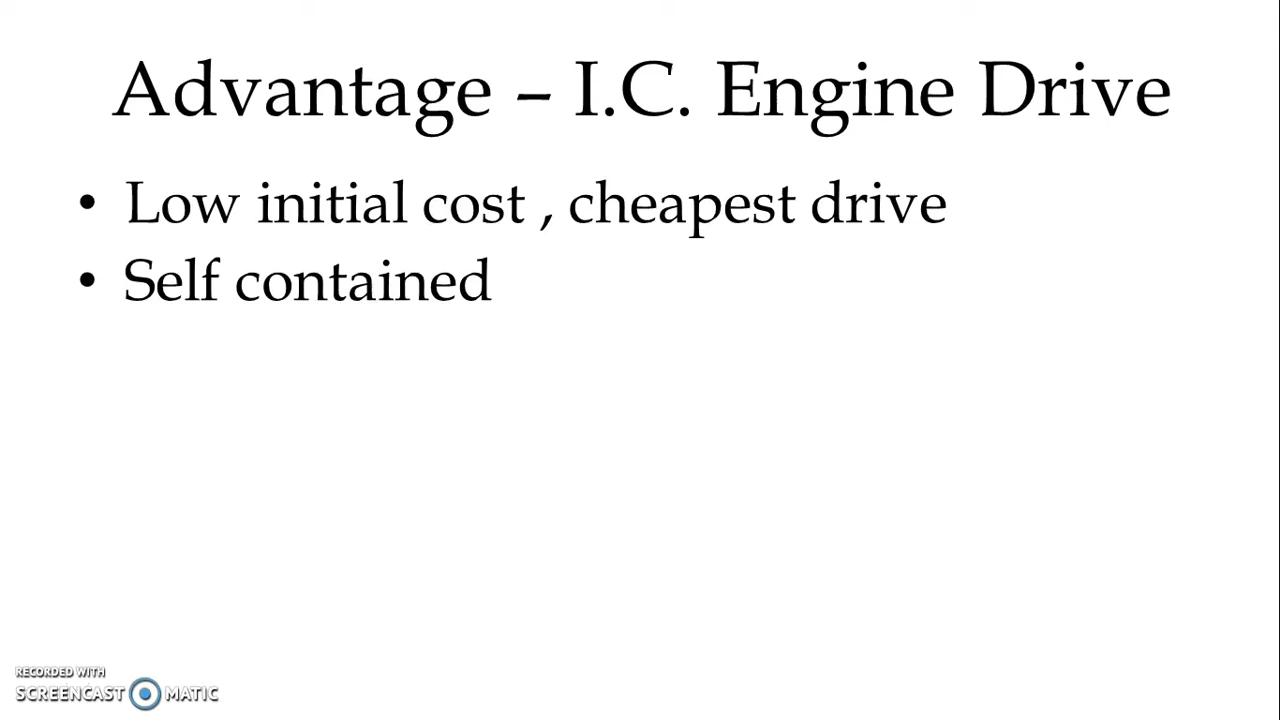 Advantage – I.C. Engine Drive
• Low initial cost , cheapest drive
• Self contained
RECORDED WITH
SCREENCAST MATIC